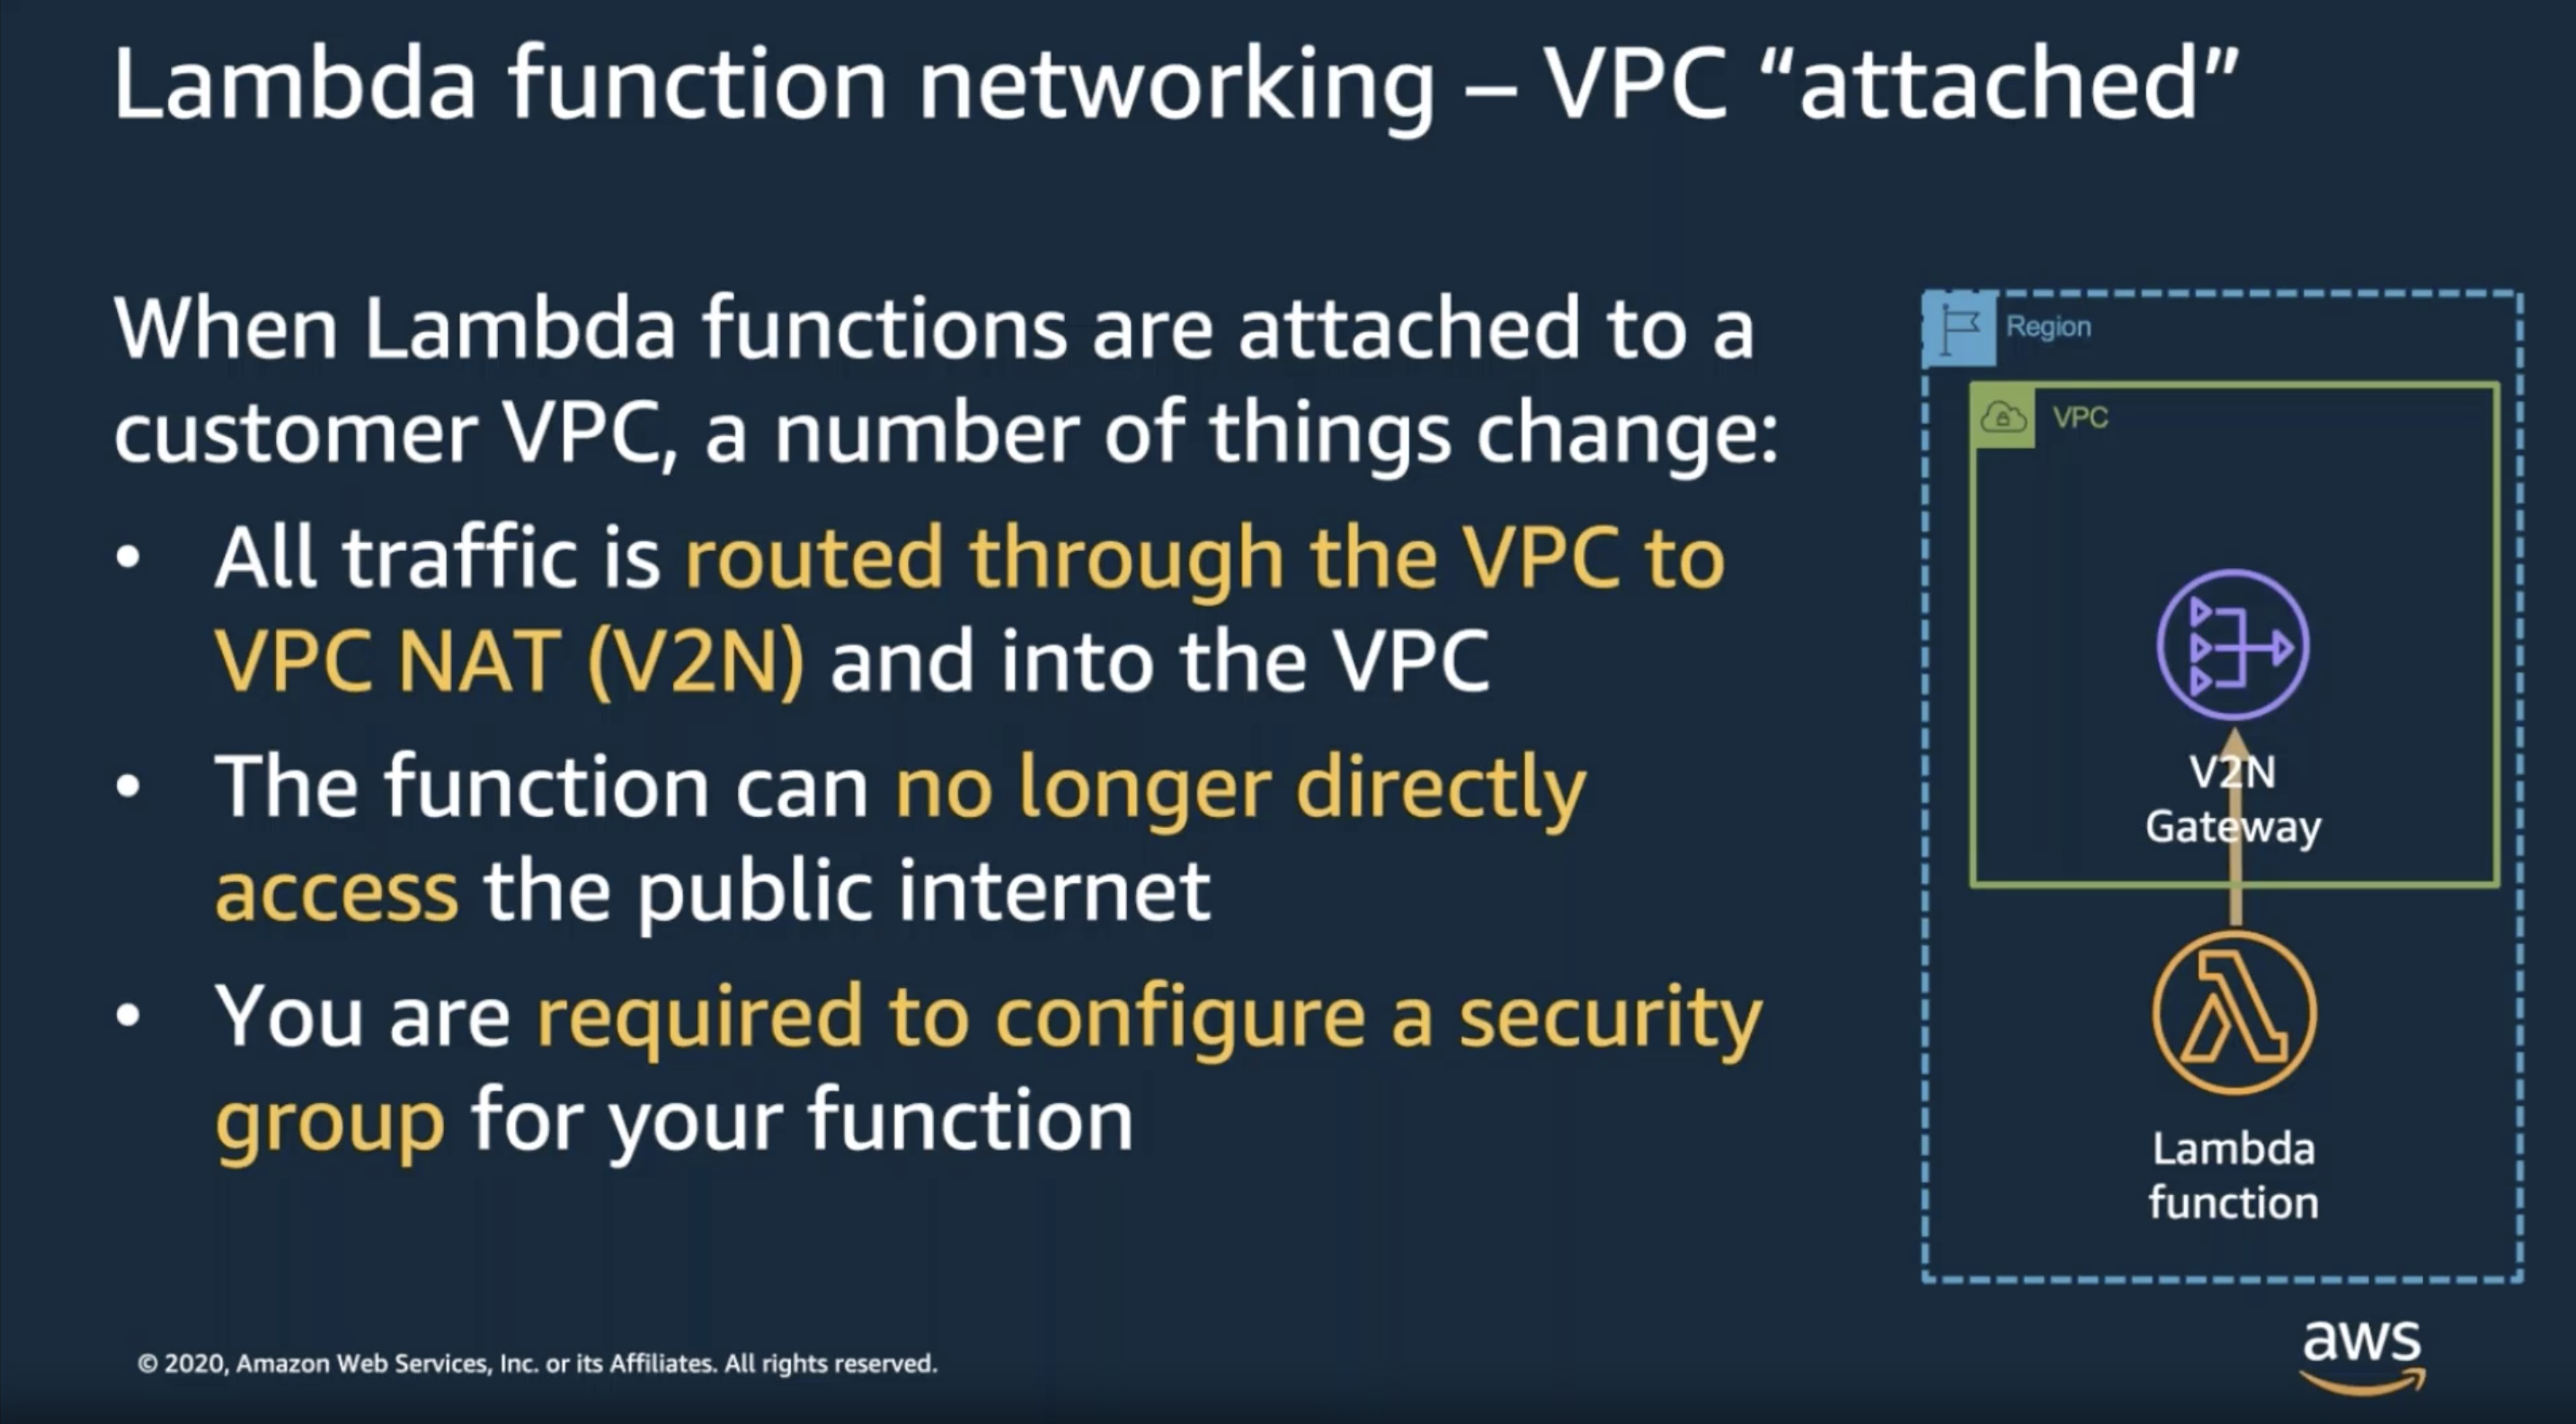 Lambda function networking – VPC “attached”
When Lambda functions are attached to a
customer VPC, a number of things change:
• All traffic is routed through the VPC to
VPC NAT (V2N) and into the VPC
• The function can no longer directly
access the public internet
• You are required to configure a security
group for your function
Region
VPC
V2N
Gateway
Lambda
function
© 2020, Amazon Web Services, Inc. or its Affiliates. All rights reserved.
aws